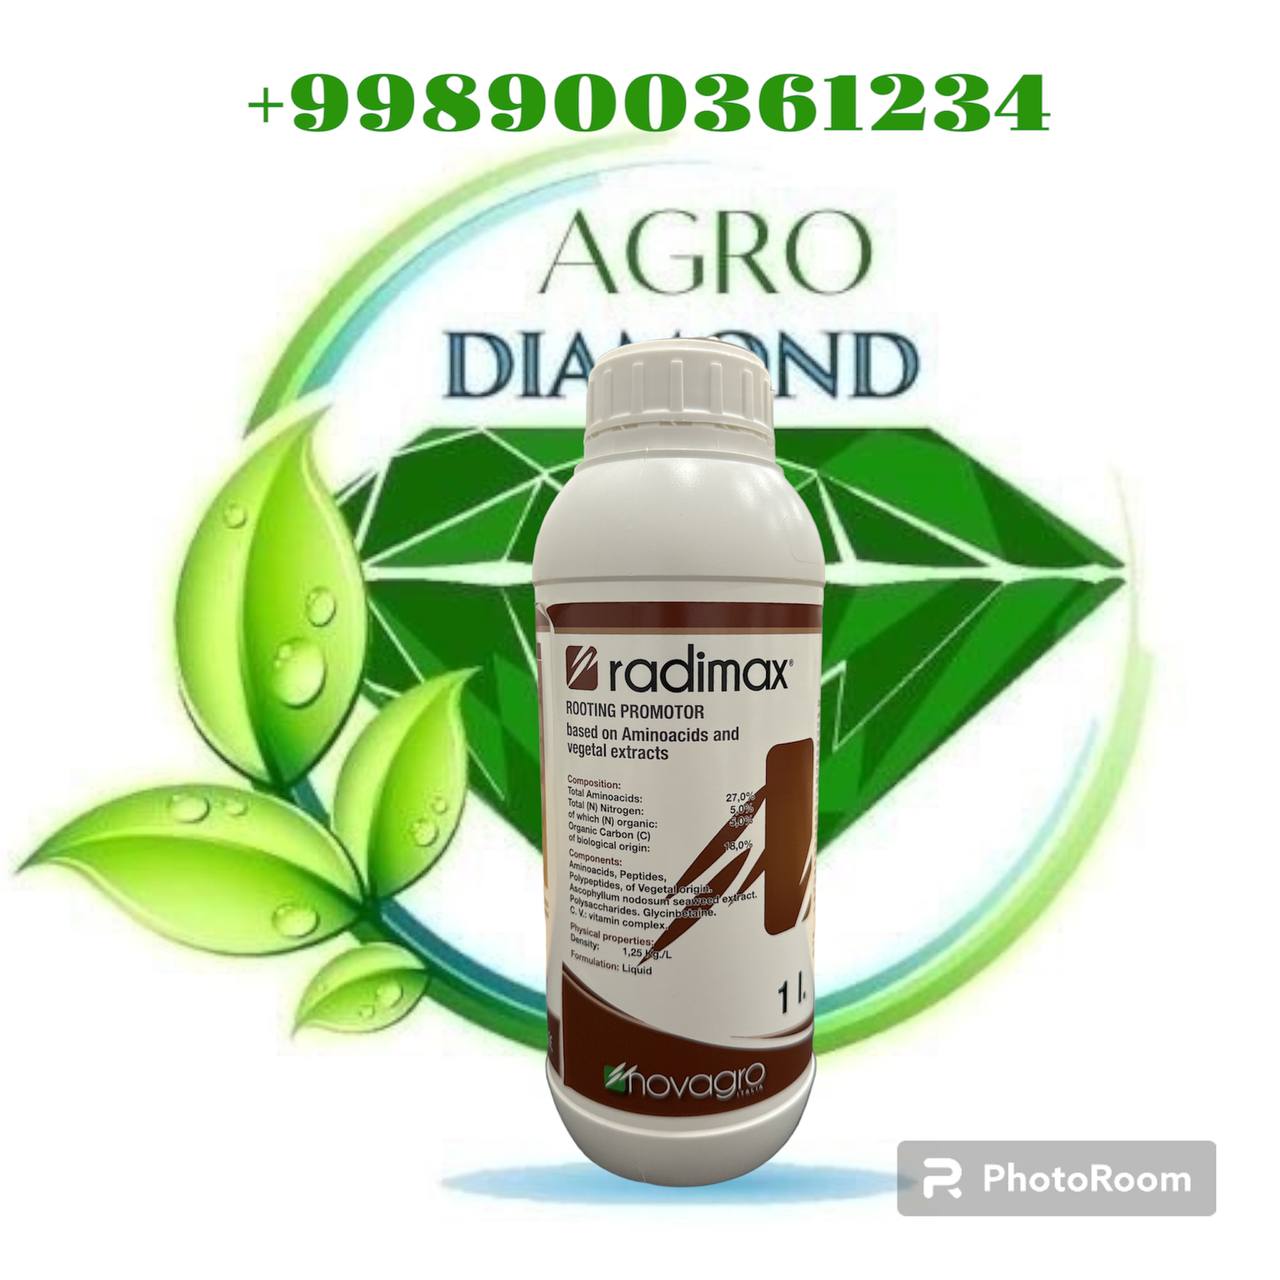 +998900361234
AGRO
DIAMOND
radimax®
ROOTING PROMOTOR
based on Aminoacids and
vegetal extracts
Composition:
Total Aminoacids: 27,0%
Total (N) Nitrogen: 5,0%
of which (N) organic: 5,0%
Organic Carbon (C)
of biological origin: 18,0%
Components:
Aminoacids, Peptides,
Polypeptides, of Vegetal origin.
Ascophyllum nodosum seaweed extract.
Polysaccharides. Glycinbetaine.
C. V.: vitamin complex.
Physical properties:
Density: 1,25 Kg./L
Formulation: Liquid
1 l.
novagro
ITALIA
PhotoRoom